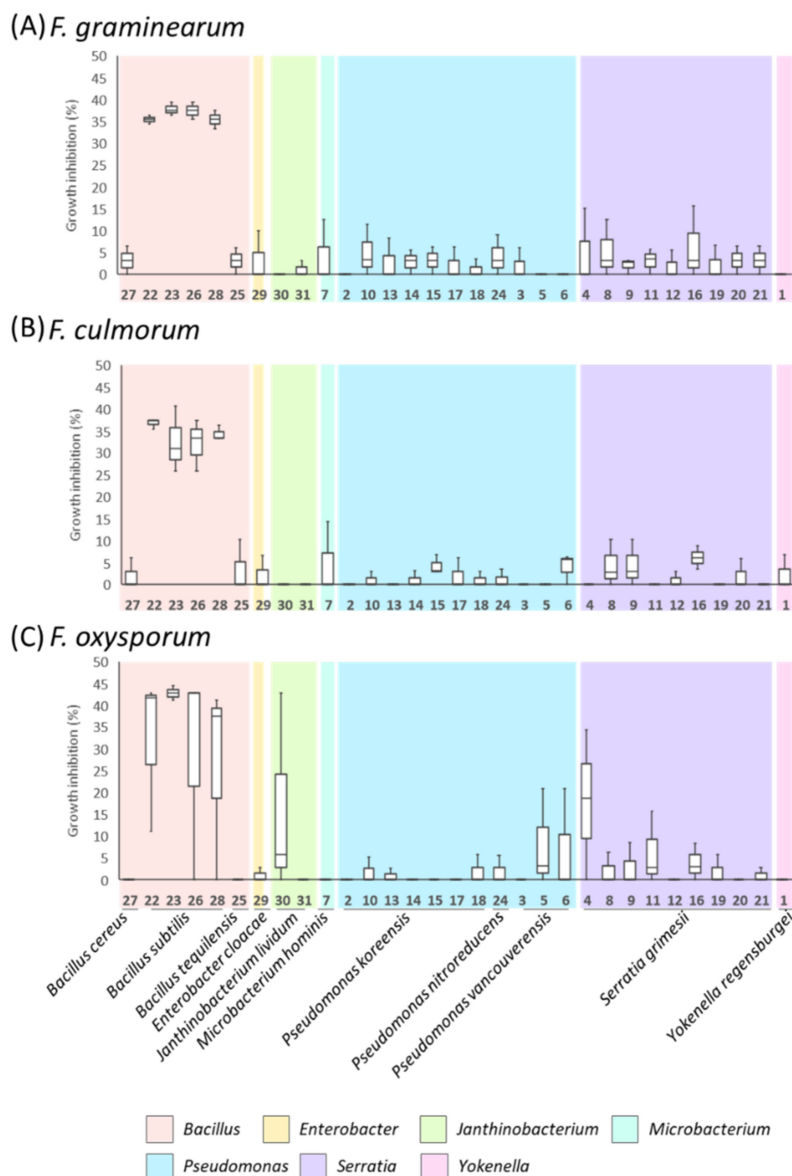 (A) F. graminearum
Growth inhibition (%)
50
45
40
35
30
25
20
15
10
5
0
27 22 23 26 28 25 29 30 31 7 2 10 13 14 15 17 18 24 3 5 6 4 8 9 11 12 16 19 20 21 1
(B) F. culmorum
Growth inhibition (%)
50
45
40
35
30
25
20
15
10
5
0
27 22 23 26 28 25 29 30 31 7 2 10 13 14 15 17 18 24 3 5 6 4 8 9 11 12 16 19 20 21 1
(C) F. oxysporum
Growth inhibition (%)
50
45
40
35
30
25
20
15
10
5
0
27 22 23 26 28 25 29 30 31 7 2 10 13 14 15 17 18 24 3 5 6 4 8 9 11 12 16 19 20 21 1
Bacillus cereus
Bacillus subtilis
Bacillus tequilensis
Enterobacter cloacae
Janthinobacterium lividum
Microbacterium hominis
Pseudomonas koreensis
Pseudomonas nitroreducens
Pseudomonas vancouverensis
Serratia grimesii
Yokenella regensburgei
Bacillus Enterobacter Janthinobacterium Microbacterium
Pseudomonas Serratia Yokenella